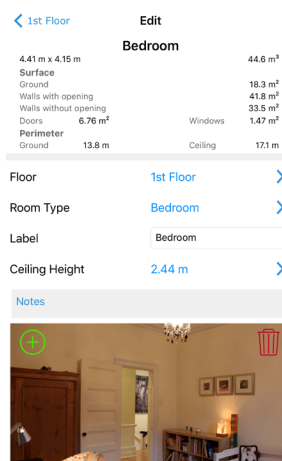 1st Floor Edit
Bedroom
4.41 m x 4.15 m 44.6 m³
Surface
Ground 18.3 m²
Walls with opening 41.8 m²
Walls without opening 33.5 m²
Doors 6.76 m² Windows 1.47 m²
Perimeter
Ground 13.8 m Ceiling 17.1 m
Floor 1st Floor
Room Type Bedroom
Label Bedroom
Ceiling Height 2.44 m
Notes